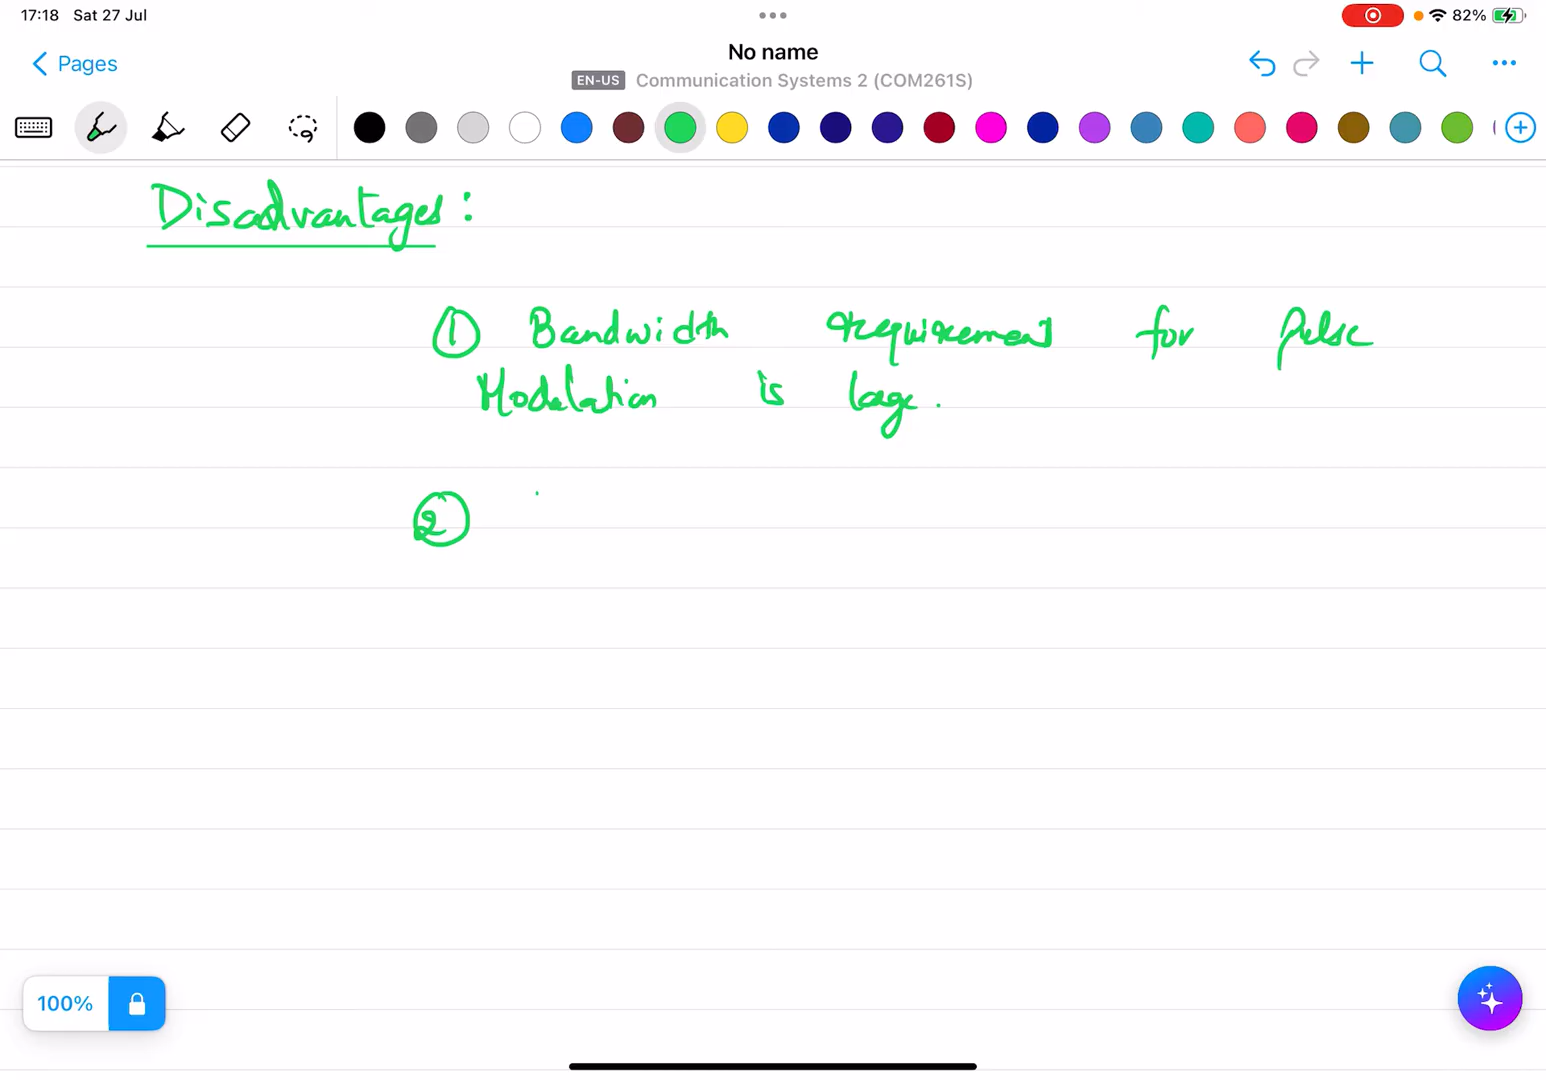 17:18 Sat 27 Jul
82%
Pages
No name
EN-US Communication Systems 2 (COM261S)
Disadvantages :
① Bandwidth requirement for pulse
Modulation is large.
②
100%